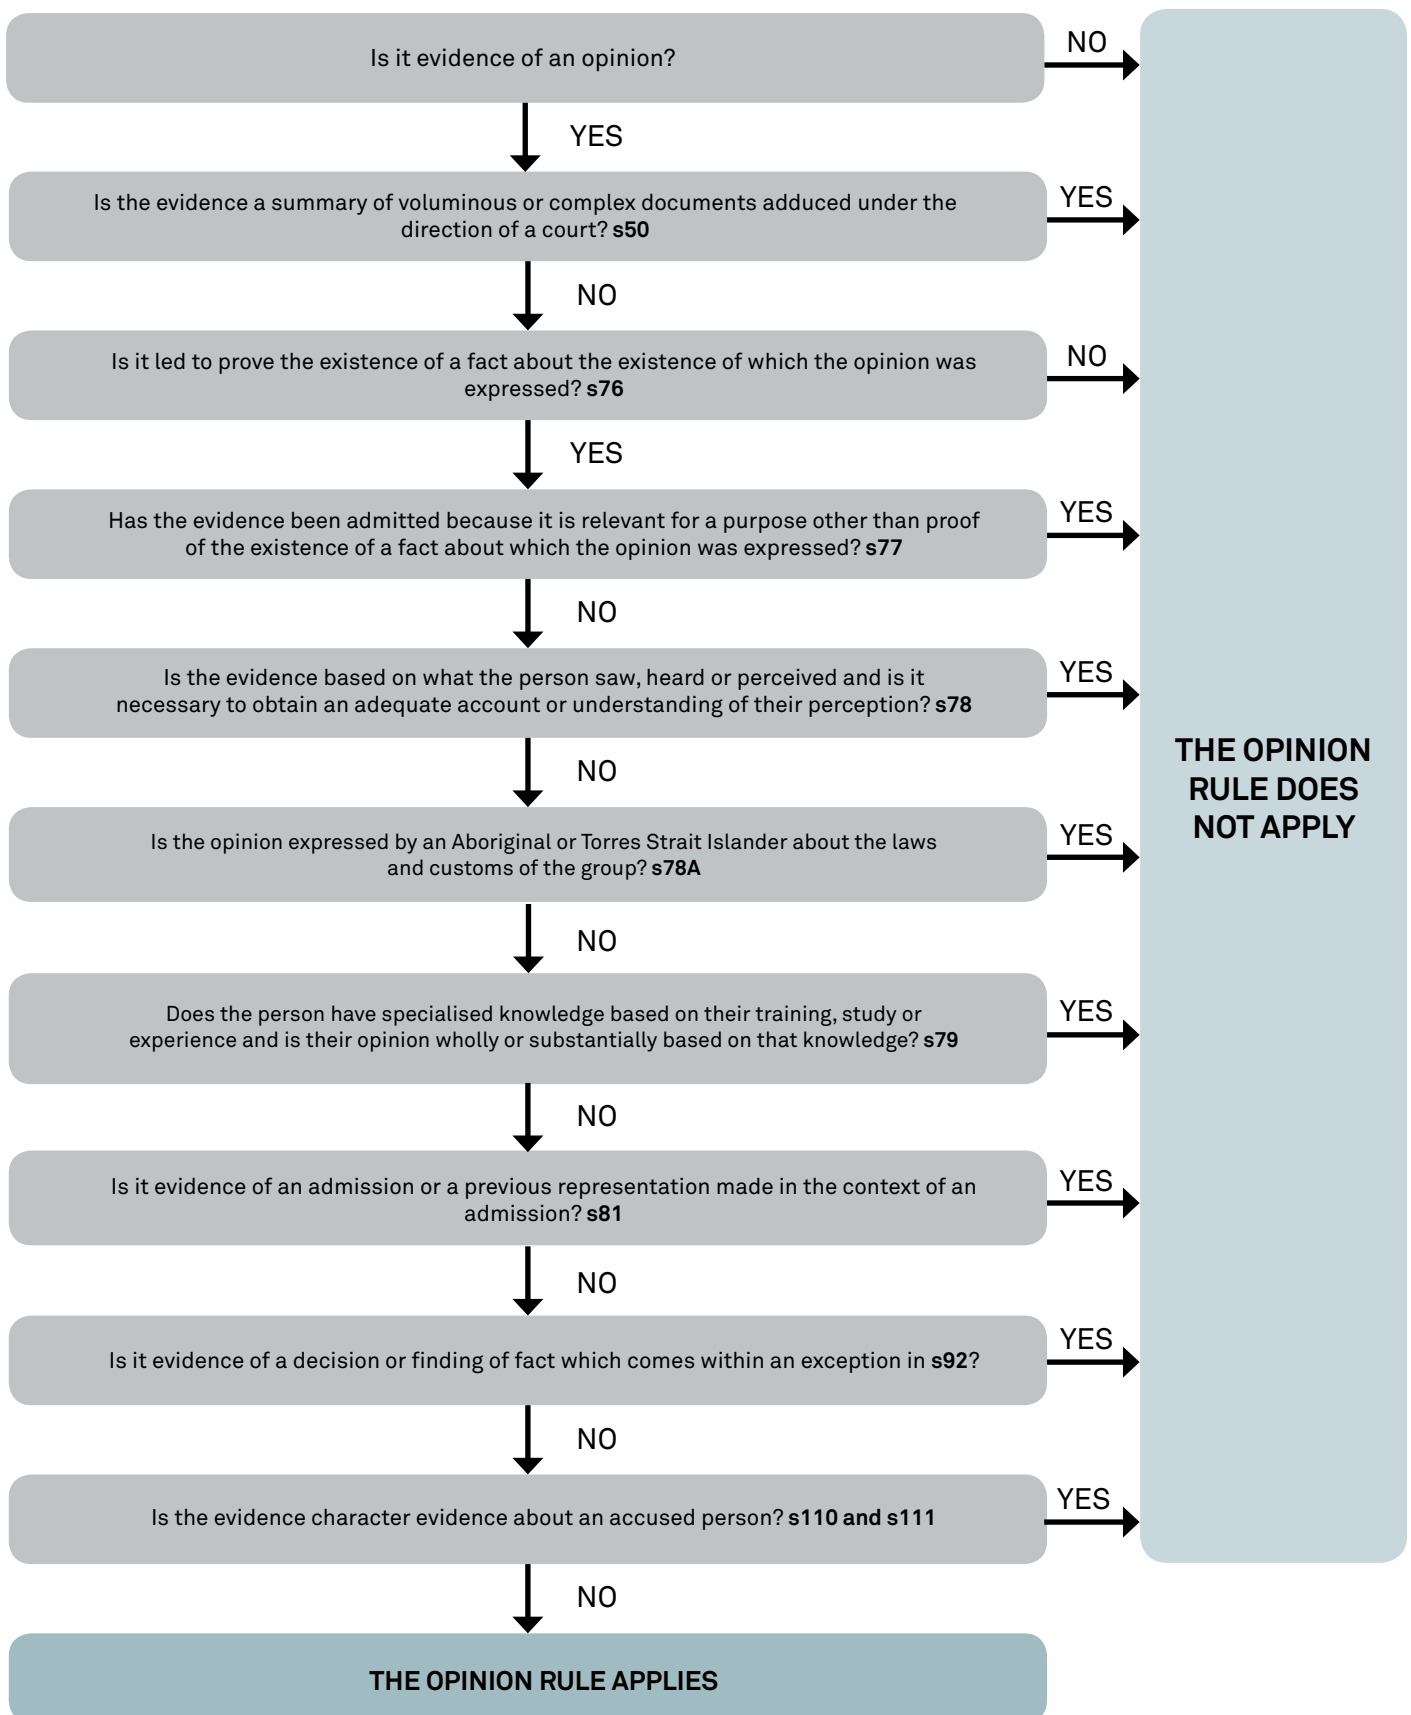 Is it evidence of an opinion?
NO
YES
Is the evidence a summary of voluminous or complex documents adduced under the
direction of a court? s50
YES
NO
Is it led to prove the existence of a fact about the existence of which the opinion was
expressed? s76
NO
YES
Has the evidence been admitted because it is relevant for a purpose other than proof
of the existence of a fact about which the opinion was expressed? s77
YES
NO
Is the evidence based on what the person saw, heard or perceived and is it
necessary to obtain an adequate account or understanding of their perception? s78
YES
NO
Is the opinion expressed by an Aboriginal or Torres Strait Islander about the laws
and customs of the group? s78A
YES
NO
Does the person have specialised knowledge based on their training, study or
experience and is their opinion wholly or substantially based on that knowledge? s79
YES
NO
Is it evidence of an admission or a previous representation made in the context of an
admission? s81
YES
NO
Is it evidence of a decision or finding of fact which comes within an exception in s92?
YES
NO
Is the evidence character evidence about an accused person? s110 and s111
YES
NO
THE OPINION RULE APPLIES
THE OPINION
RULE DOES
NOT APPLY